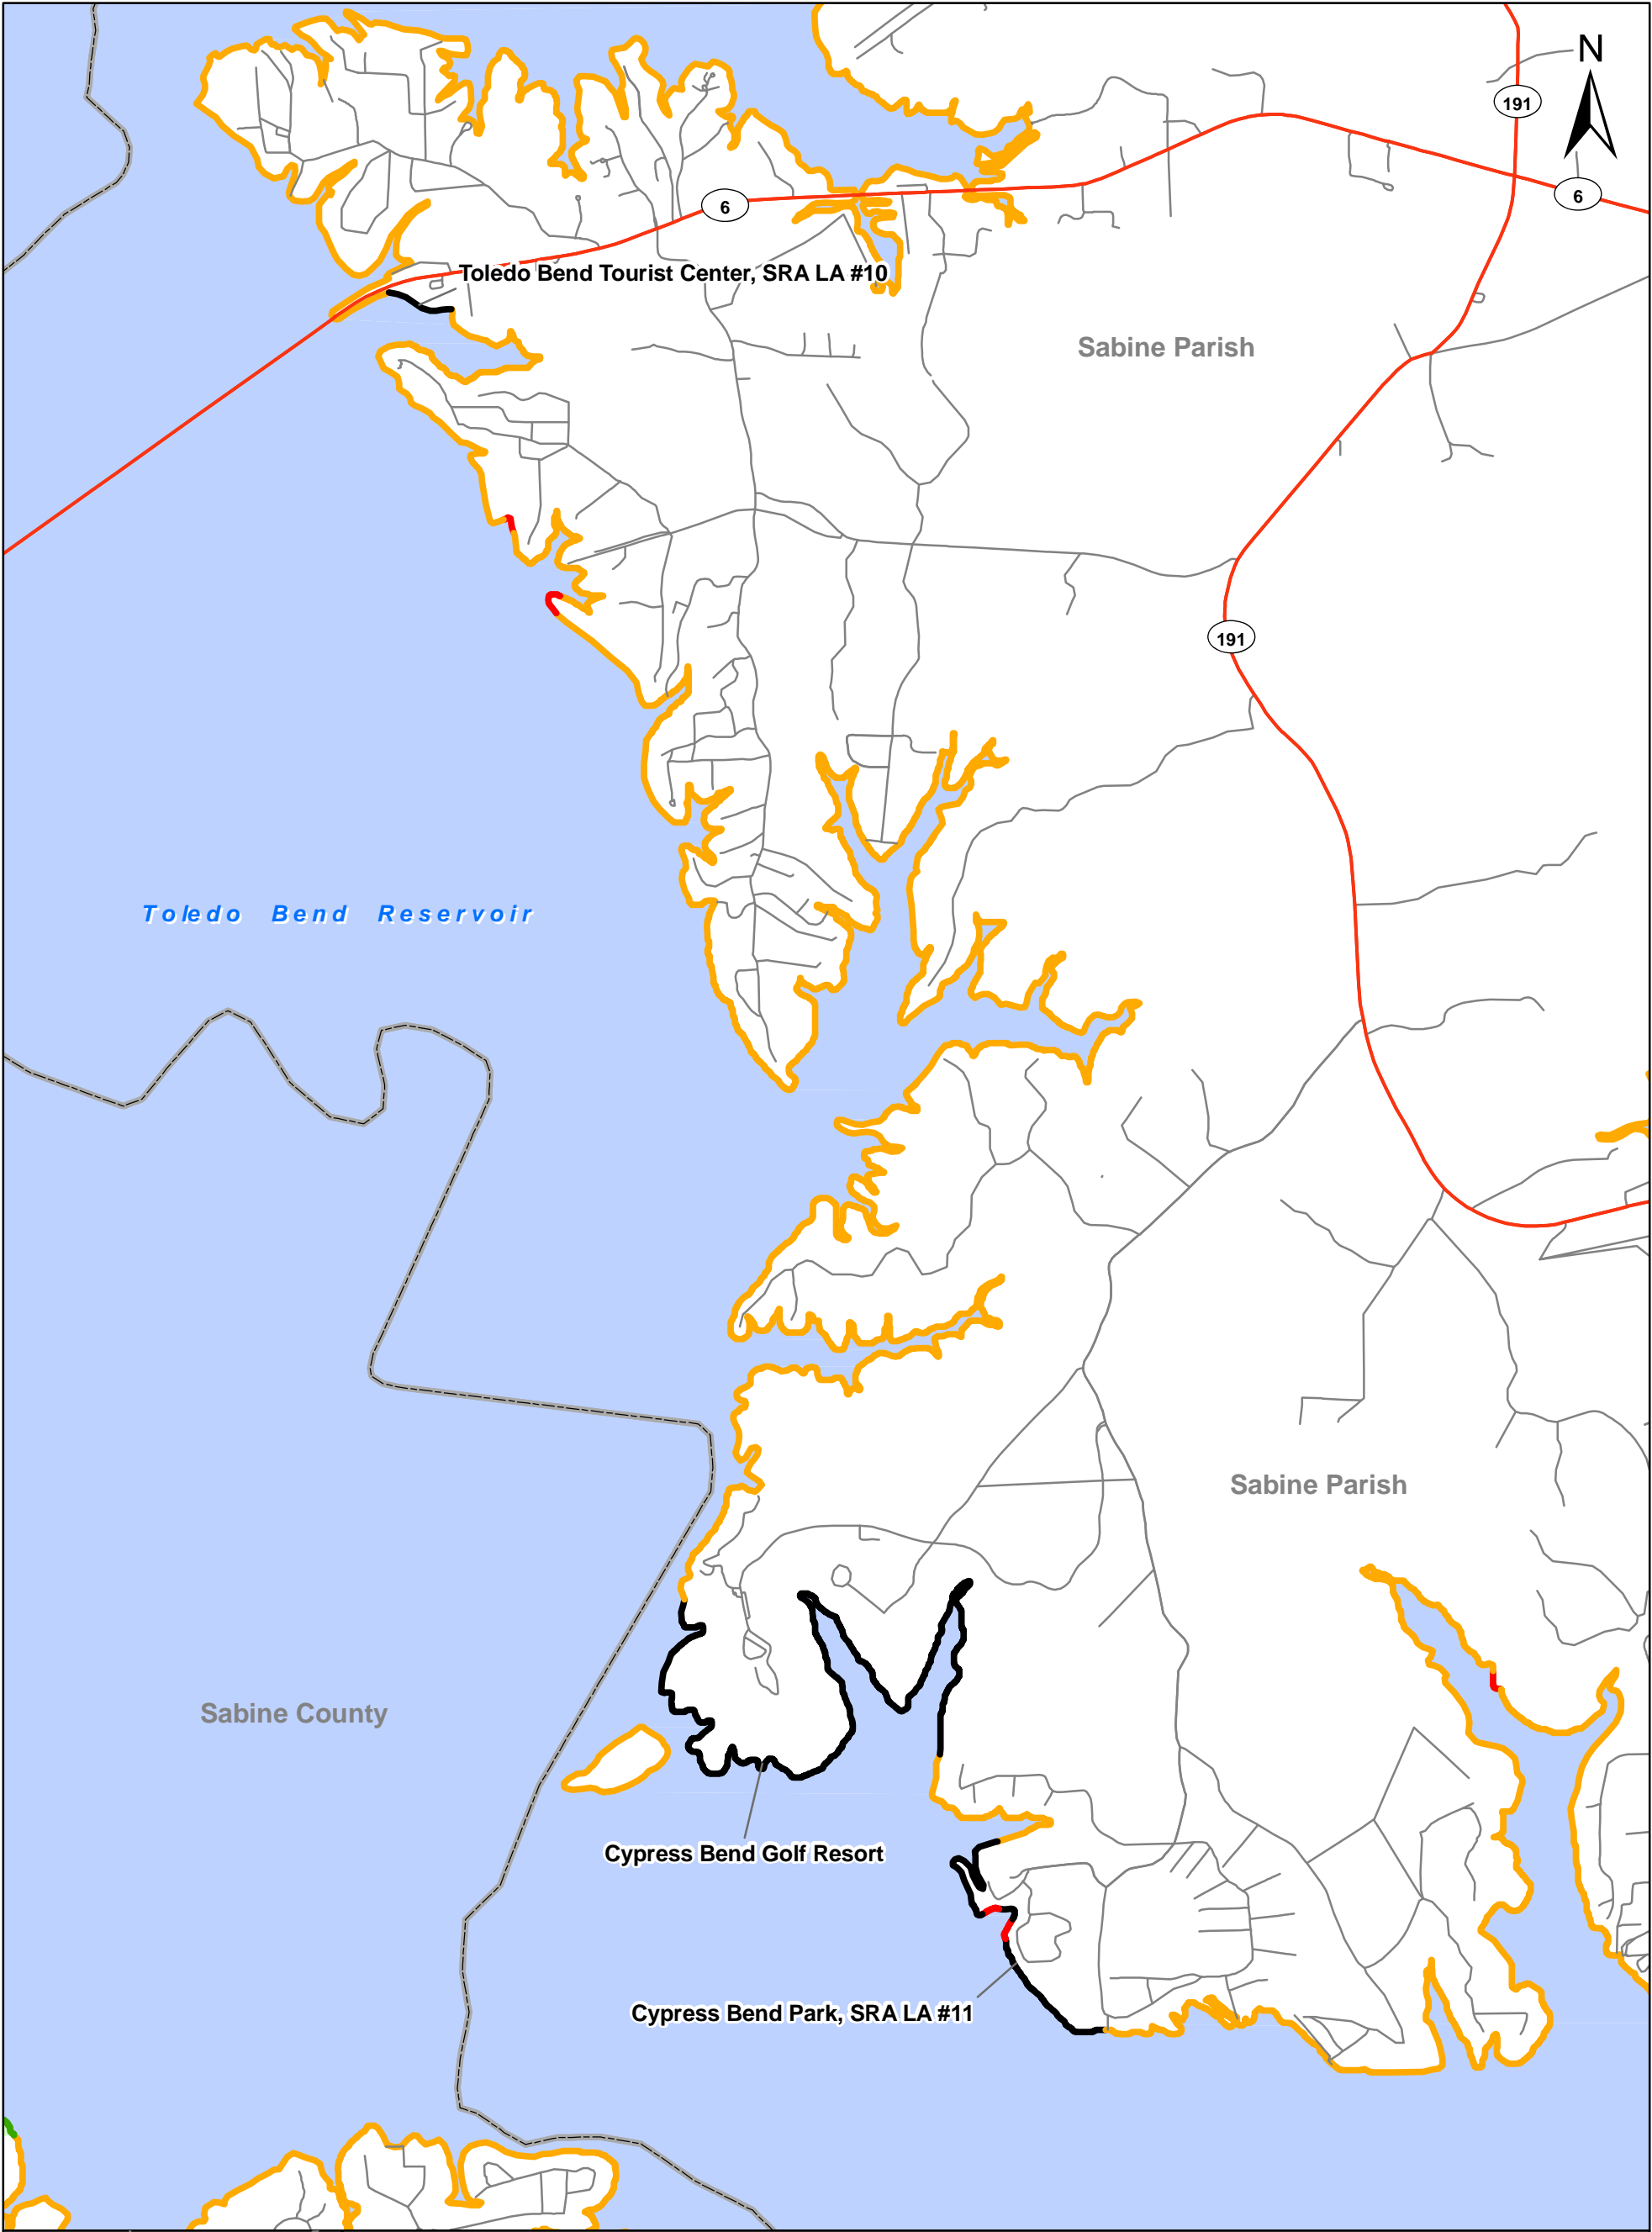 N
191
6
6
Toledo Bend Tourist Center, SRA LA #10
Sabine Parish
191
Toledo Bend Reservoir
Sabine Parish
Sabine County
Cypress Bend Golf Resort
Cypress Bend Park, SRA LA #11